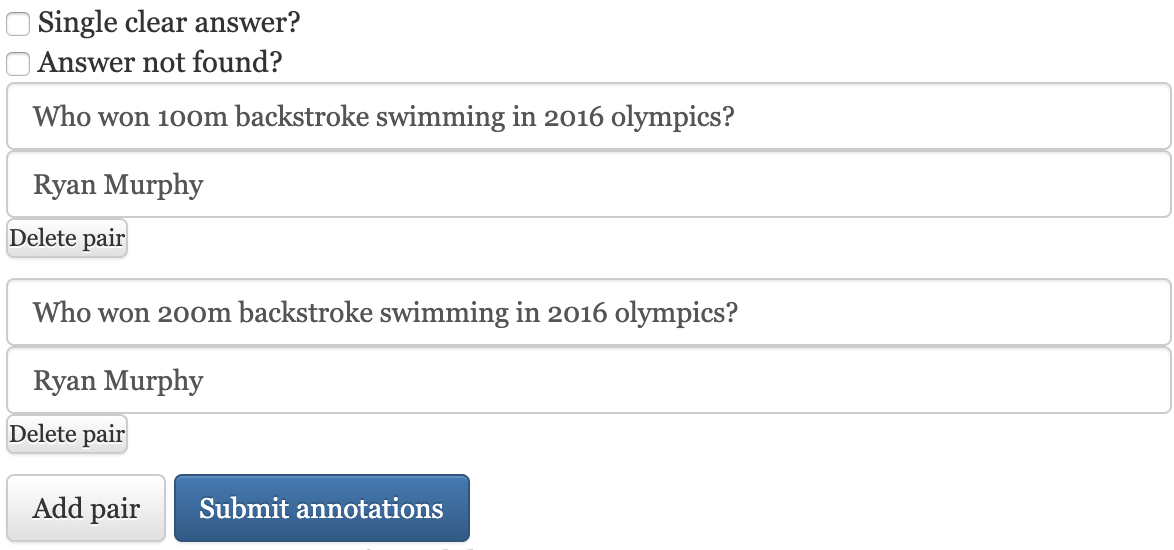 Single clear answer?
Answer not found?
Who won 100m backstroke swimming in 2016 olympics?
Ryan Murphy
Delete pair
Who won 200m backstroke swimming in 2016 olympics?
Ryan Murphy
Delete pair
Add pair Submit annotations